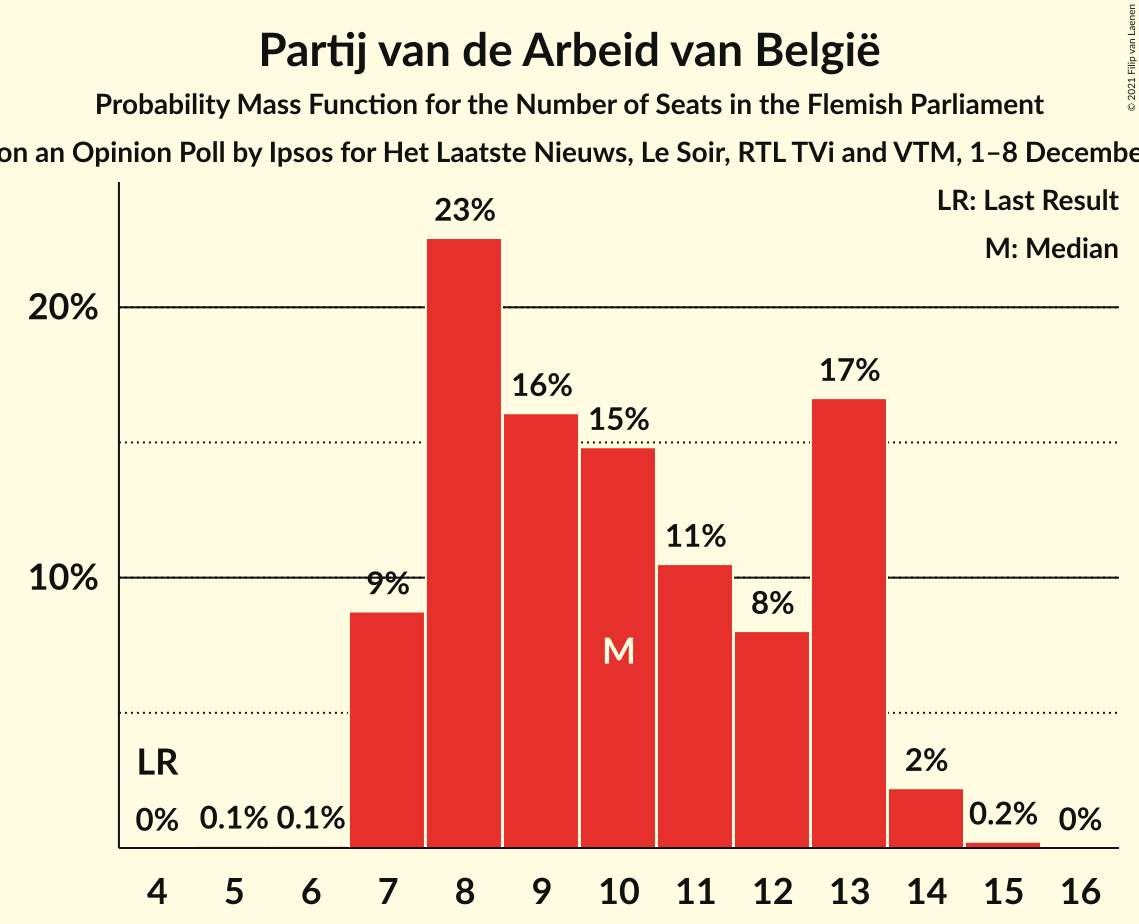 © 2021 Filip van Laenen
Partij van de Arbeid van België
Probability Mass Function for the Number of Seats in the Flemish Parliament
on an Opinion Poll by Ipsos for Het Laatste Nieuws, Le Soir, RTL TVi and VTM, 1–8
LR: Last Result
M: Median
20%
10%
23%
16%
15%
17%
11%
9%
8%
M
LR
2%
0% 0.1% 0.1% 0.2% 0%
4 5 6 7 8 9 10 11 12 13 14 15 16